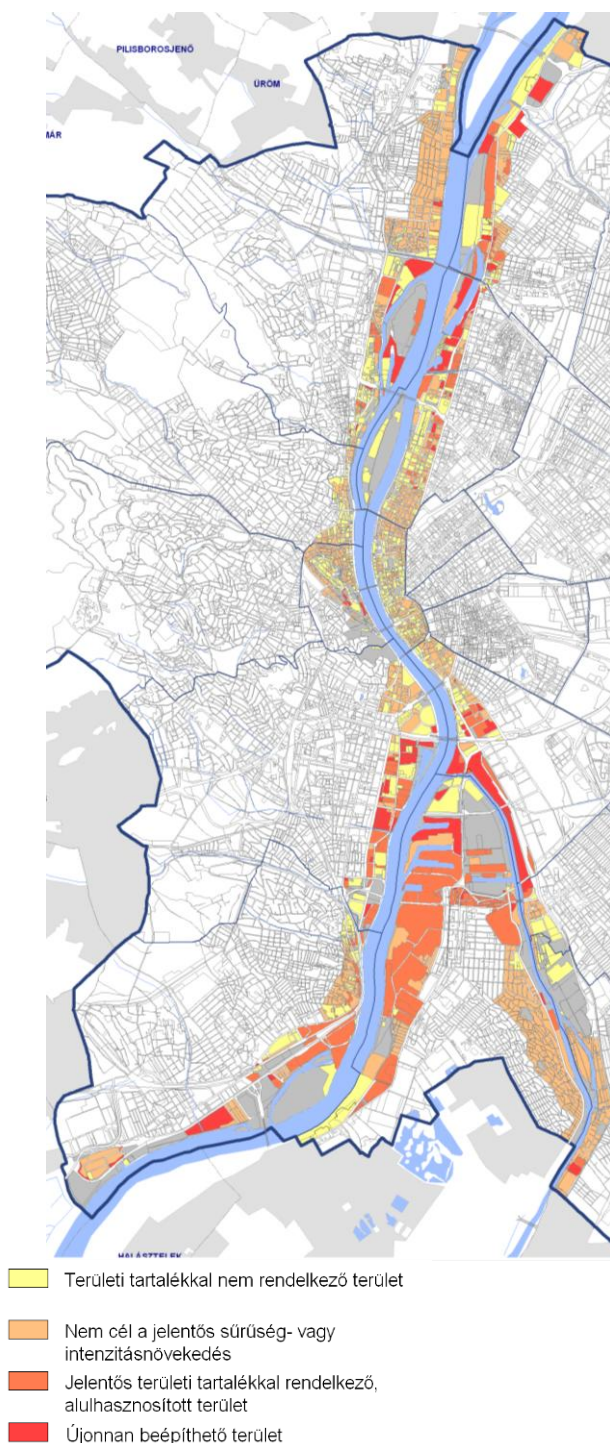 PILISBOROSJENŐ
ÜRÖM
MÁR
HALÁSZTELEK
Területi tartalékkal nem rendelkező terület
Nem cél a jelentős sűrűség- vagy
intenzitásnövekedés
Jelentős területi tartalékkal rendelkező,
alulhasznosított terület
Újonnan beépíthető terület